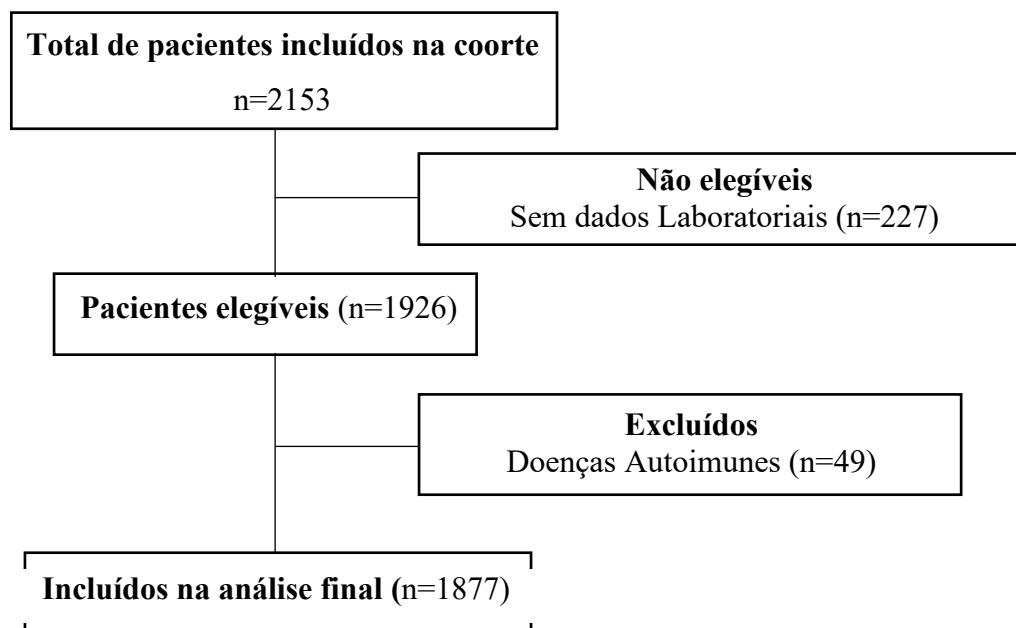 Total de pacientes incluídos na coorte
n=2153
Não elegíveis
Sem dados Laboratoriais (n=227)
Pacientes elegíveis (n=1926)
Excluídos
Doenças Autoimunes (n=49)
Incluídos na análise final (n=1877)